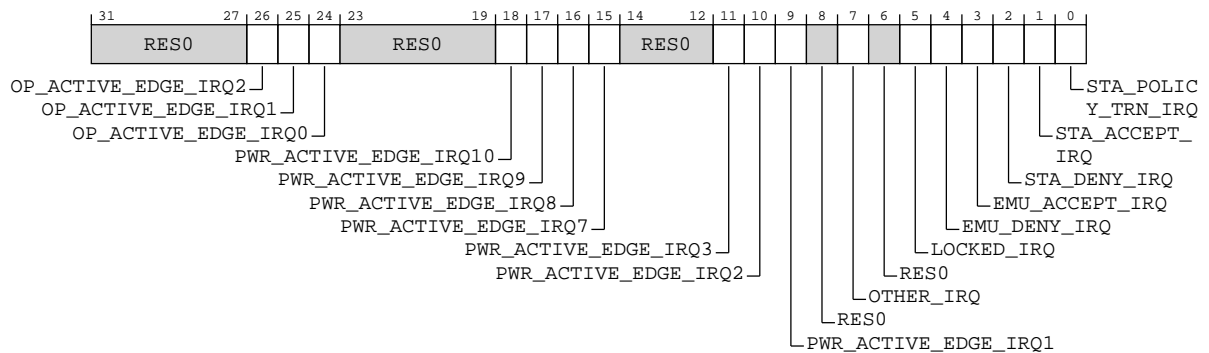 31 27 26 25 24 23 19 18 17 16 15 14 12 11 10 9 8 7 6 5 4 3 2 1 0
RES0 RES0 RES0
OP_ACTIVE_EDGE_IRQ2 STA_POLIC
OP_ACTIVE_EDGE_IRQ1 Y_TRN_IRQ
OP_ACTIVE_EDGE_IRQ0 STA_ACCEPT_
PWR_ACTIVE_EDGE_IRQ10 IRQ
PWR_ACTIVE_EDGE_IRQ9 STA_DENY_IRQ
PWR_ACTIVE_EDGE_IRQ8 EMU_ACCEPT_IRQ
PWR_ACTIVE_EDGE_IRQ7 EMU_DENY_IRQ
PWR_ACTIVE_EDGE_IRQ3 LOCKED_IRQ
PWR_ACTIVE_EDGE_IRQ2 RES0
OTHER_IRQ
RES0
PWR_ACTIVE_EDGE_IRQ1